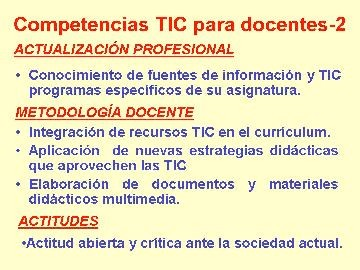 Competencias TIC para docentes-2
ACTUALIZACIÓN PROFESIONAL
• Conocimiento de fuentes de información y TIC
programas específicos de su asignatura.
METODOLOGÍA DOCENTE
• Integración de recursos TIC en el curriculum.
• Aplicación de nuevas estrategias didácticas
que aprovechen las TIC
• Elaboración de documentos y materiales
didácticos multimedia.
ACTITUDES
•Actitud abierta y crítica ante la sociedad actual.